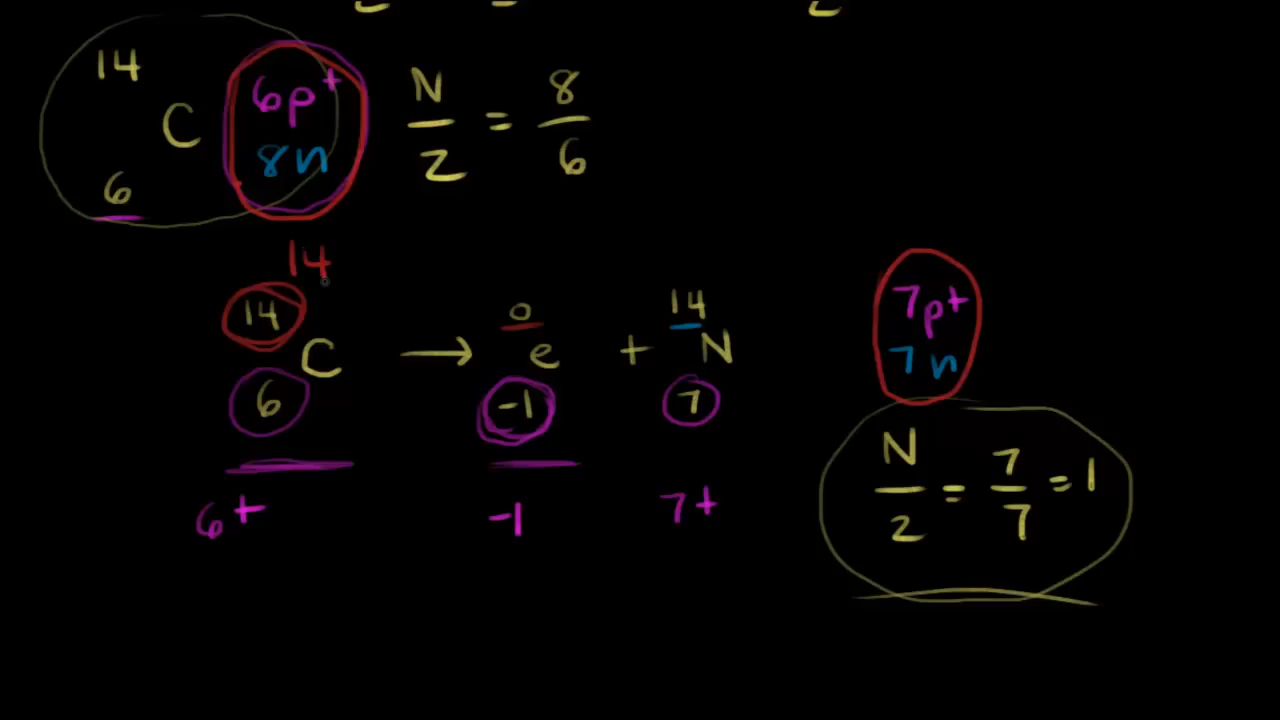 14
C 6p+
8n
6
N/Z = 8/6
14
14
C → 0 e + 14 N
6 -1 7
6+ -1 7+
7p+
7n
N/Z = 7/7 = 1